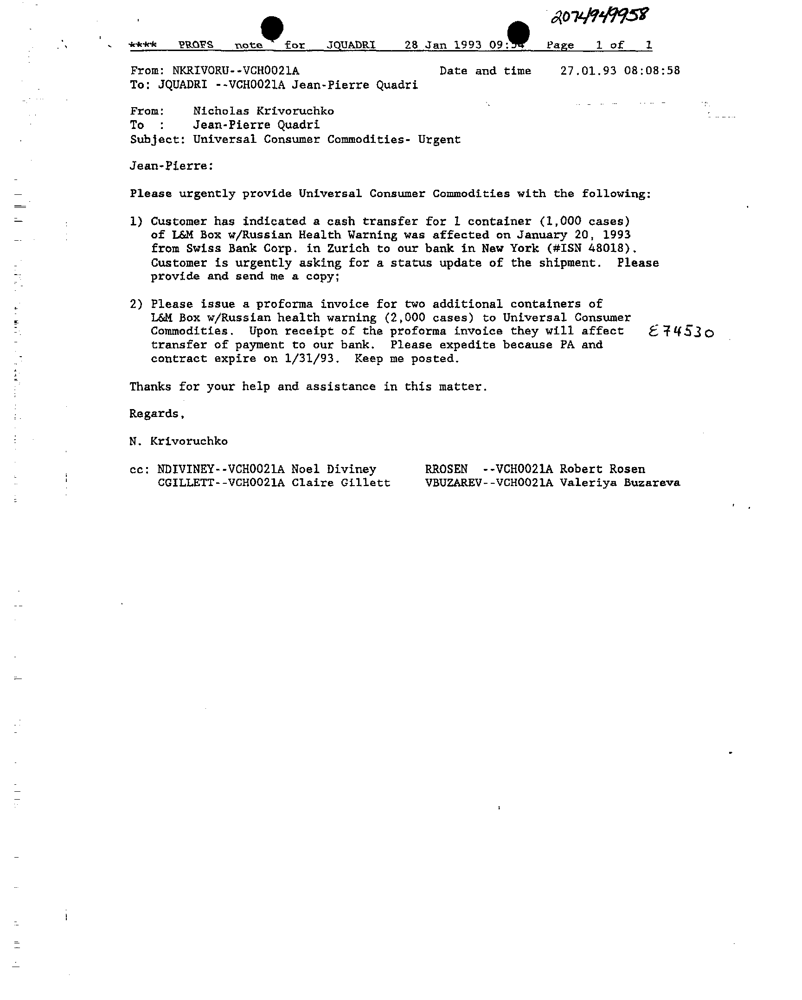 2074949958
**** PROFS note for JQUADRI 28 Jan 1993 09:54 Page 1 of 1
From: NKRIVORU--VCH0021A Date and time 27.01.93 08:08:58
To: JQUADRI --VCH0021A Jean-Pierre Quadri
From: Nicholas Krivoruchko
To : Jean-Pierre Quadri
Subject: Universal Consumer Commodities- Urgent
Jean-Pierre:
Please urgently provide Universal Consumer Commodities with the following:
1) Customer has indicated a cash transfer for 1 container (1,000 cases)
of L&M Box w/Russian Health Warning was affected on January 20, 1993
from Swiss Bank Corp. in Zurich to our bank in New York (#ISN 48018).
Customer is urgently asking for a status update of the shipment. Please
provide and send me a copy;
2) Please issue a proforma invoice for two additional containers of
L&M Box w/Russian health warning (2,000 cases) to Universal Consumer
Commodities. Upon receipt of the proforma invoice they will affect E74530
transfer of payment to our bank. Please expedite because PA and
contract expire on 1/31/93. Keep me posted.
Thanks for your help and assistance in this matter.
Regards,
N. Krivoruchko
cc: NDIVINEY--VCH0021A Noel Diviney RROSEN --VCH0021A Robert Rosen
CGILLETT--VCH0021A Claire Gillett VBUZAREV--VCH0021A Valeriya Buzareva